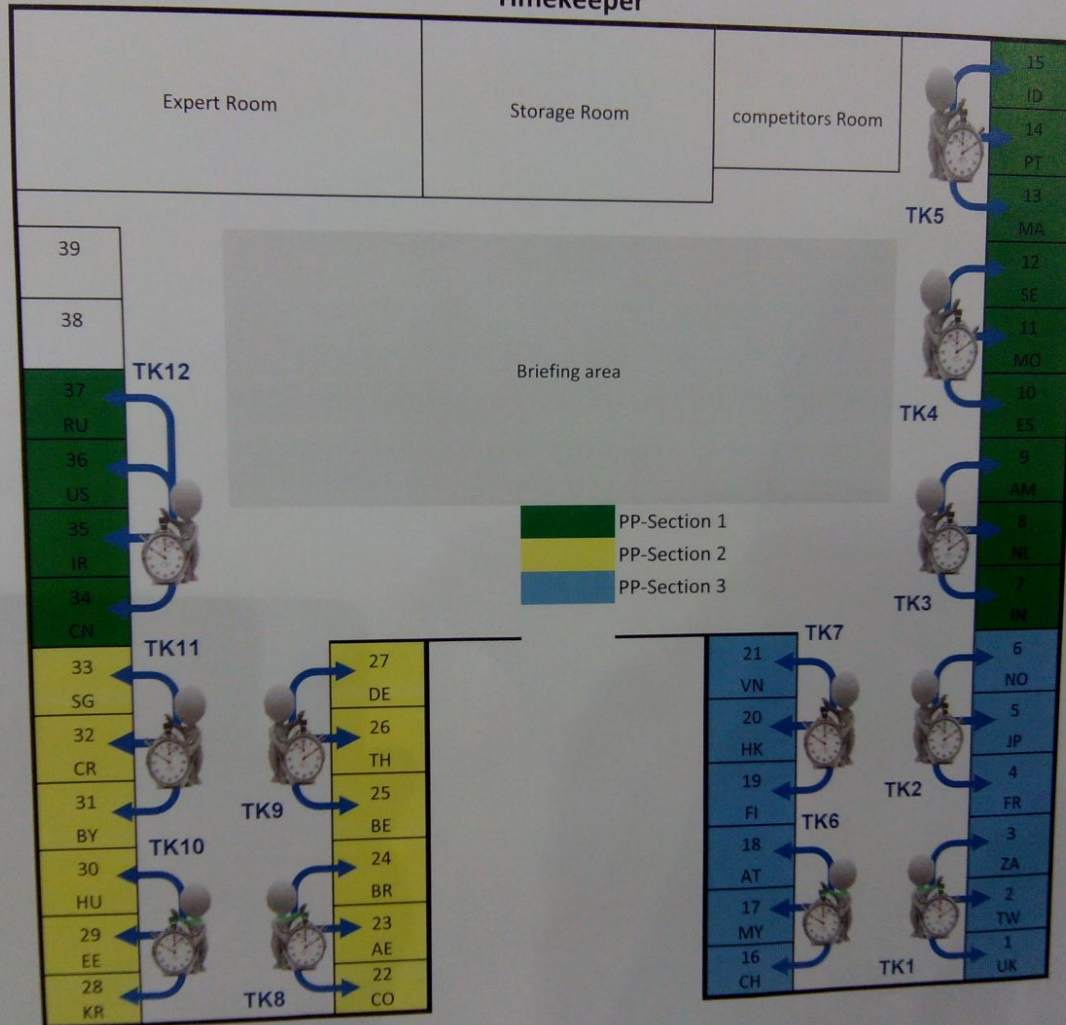 Timekeeper
Expert Room
Storage Room
competitors Room
15
ID
14
PT
13
MA
TK5
12
SE
11
MO
10
ES
TK4
9
AM
8
NL
7
IN
TK3
39
38
TK12
37
RU
36
US
35
IR
34
CN
Briefing area
PP-Section 1
PP-Section 2
PP-Section 3
TK11
33
SG
32
CR
31
BY
TK10
30
HU
29
EE
28
KR
27
DE
26
TH
25
BE
TK9
24
BR
23
AE
22
CO
TK8
TK7
21
VN
20
HK
19
FI
TK6
18
AT
17
MY
16
CH
6
NO
5
JP
4
FR
TK2
3
ZA
2
TW
1
UK
TK1